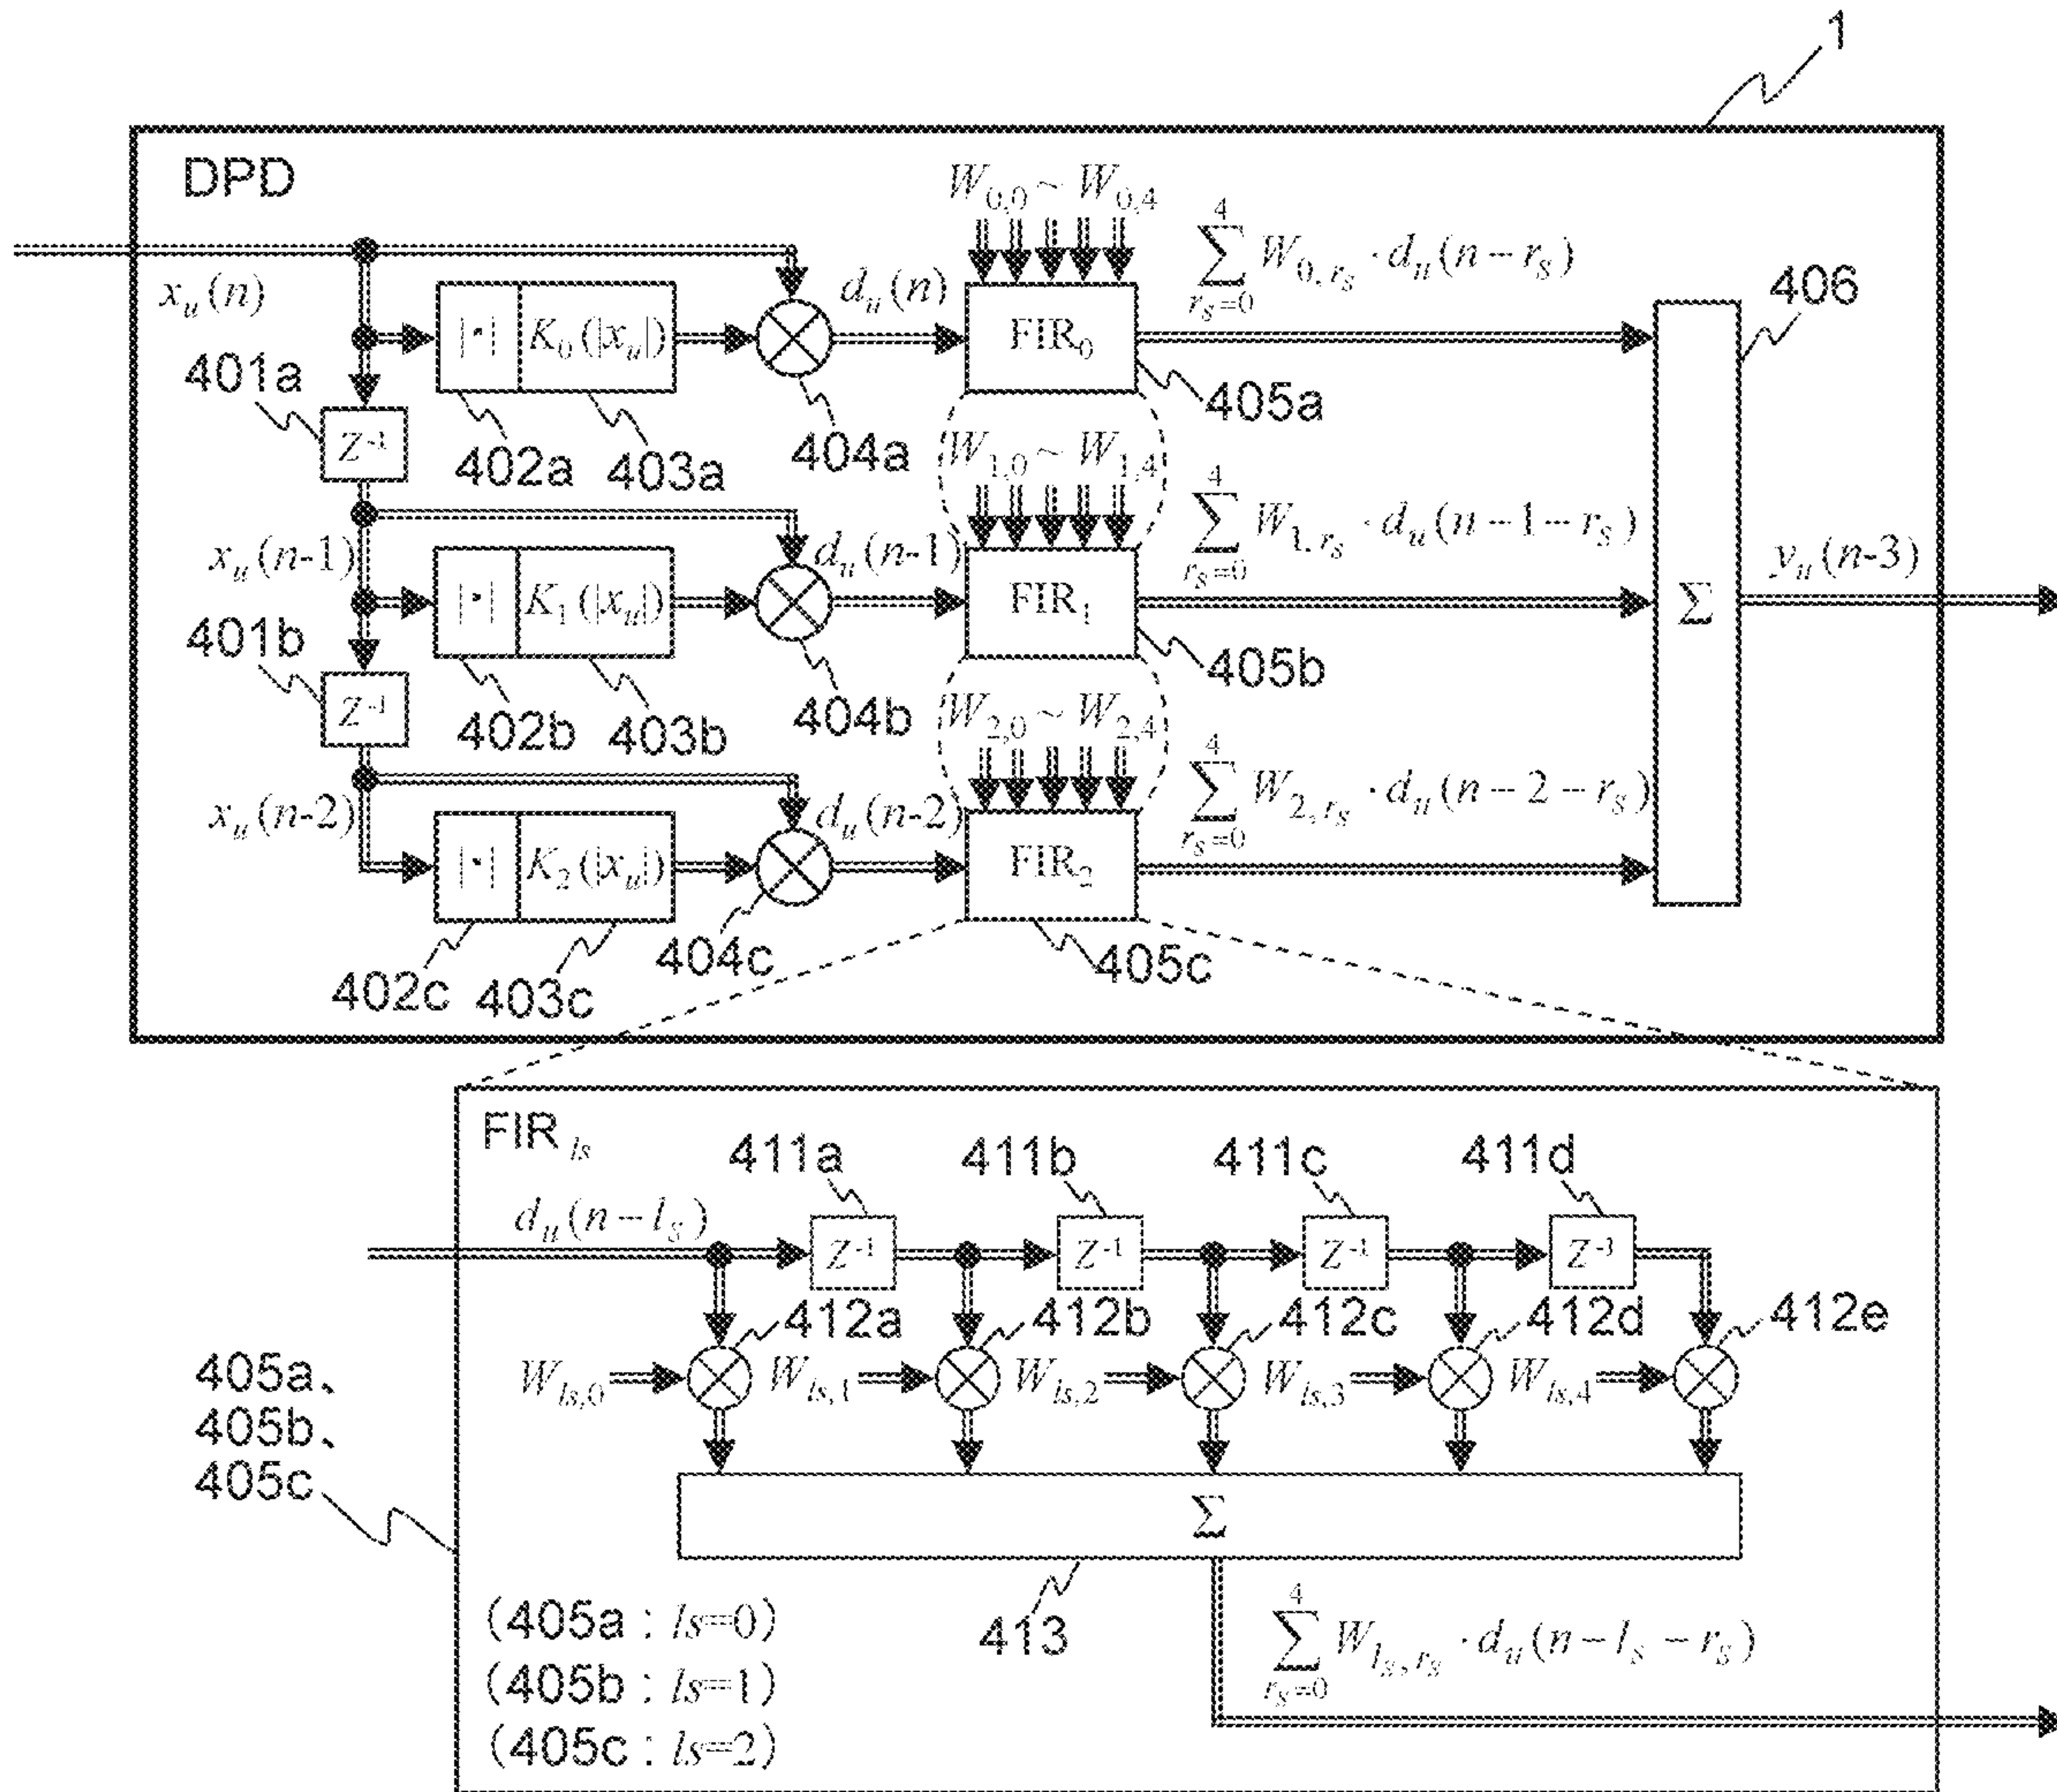 1
DPD
W0,0 ~ W0,4
xu(n)
|•| K0(|xu|)
du(n)
FIR0
4
∑ W0,rS · du(n−rS)
rS=0
406
401a
Z-1
402a
403a
404a
405a
W1,0 ~ W1,4
xu(n-1)
|•| K1(|xu|)
du(n-1)
FIR1
4
∑ W1,rS · du(n−1−rS)
rS=0
Σ
yu(n-3)
401b
Z-1
402b
403b
404b
405b
W2,0 ~ W2,4
xu(n-2)
|•| K2(|xu|)
du(n-2)
FIR2
4
∑ W2,rS · du(n−2−rS)
rS=0
402c
403c
404c
405c
FIR ls
411a
411b
411c
411d
du(n−lS)
Z-1
Z-1
Z-1
Z-1
412a
412b
412c
412d
412e
Wls,0
Wls,1
Wls,2
Wls,3
Wls,4
405a、
405b、
405c
Σ
413
(405a : ls=0)
(405b : ls=1)
(405c : ls=2)
4
∑ WlS,rS · du(n−lS−rS)
rS=0